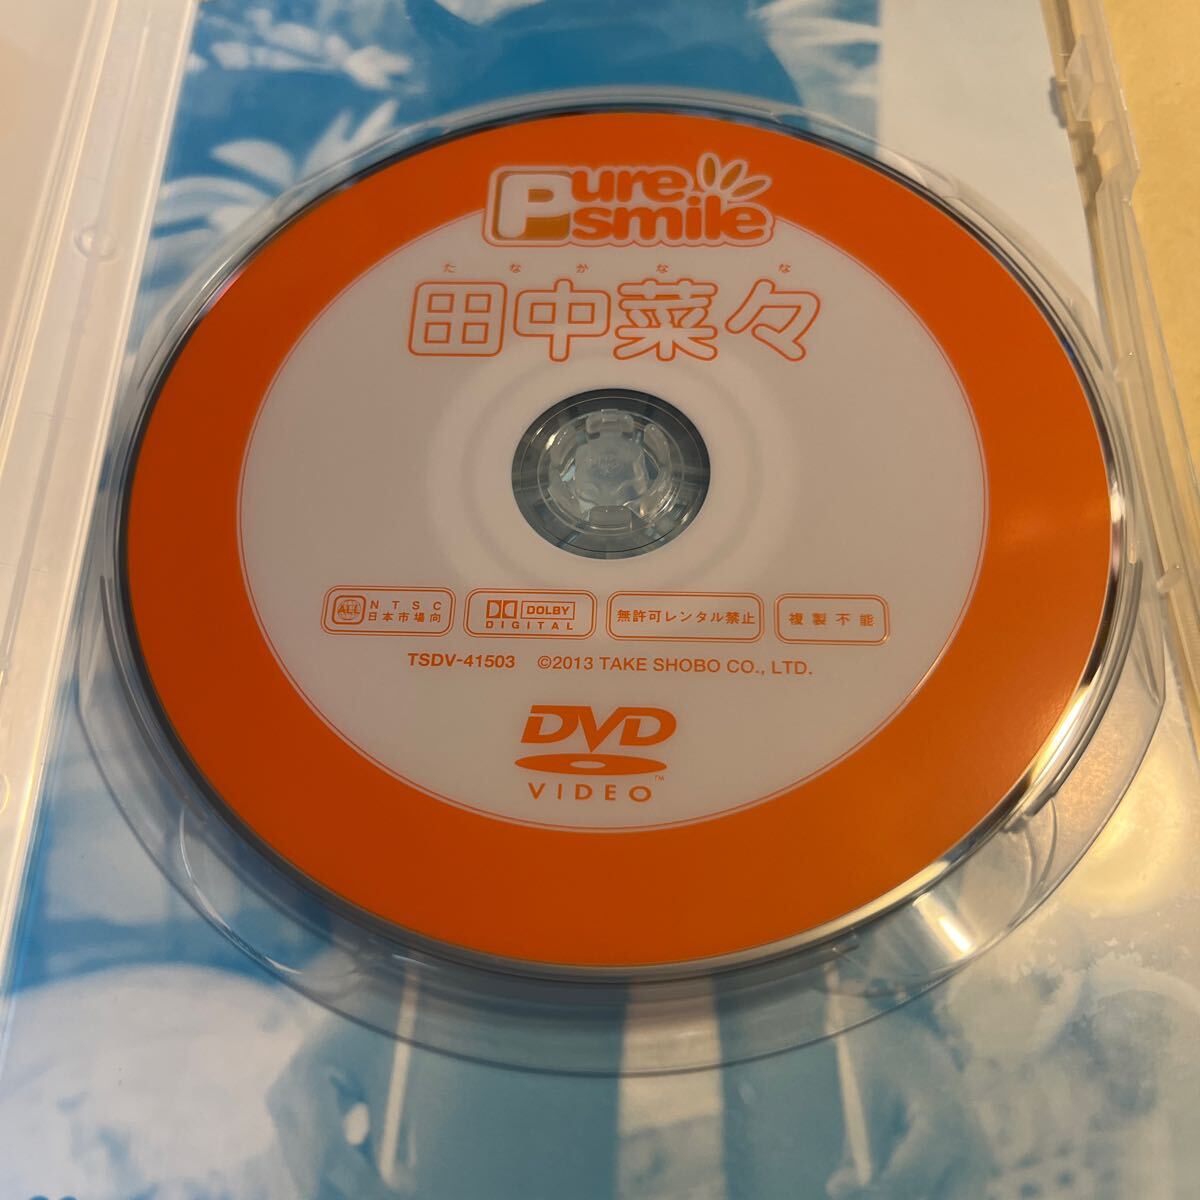 Pure
smile
たなかなな
田中菜々
ALL NTSC
日本市場向
DOLBY
DIGITAL
無許可レンタル禁止
複製不能
TSDV-41503 ©2013 TAKE SHOBO CO., LTD.
DVD
™
VIDEO